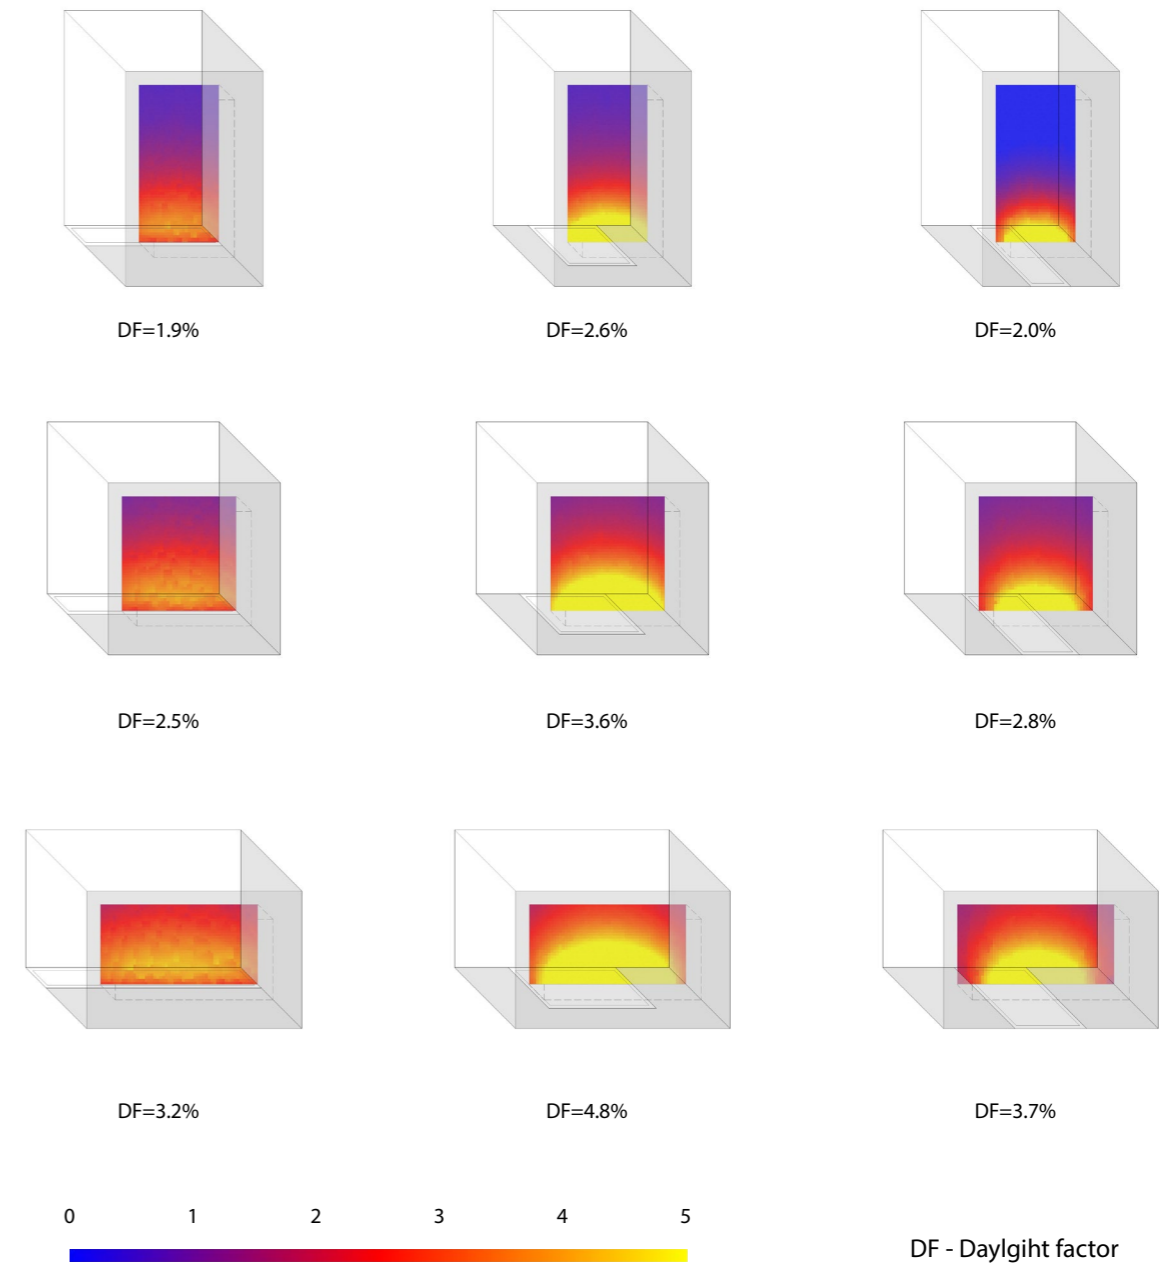 DF=1.9%
DF=2.6%
DF=2.0%
DF=2.5%
DF=3.6%
DF=2.8%
DF=3.2%
DF=4.8%
DF=3.7%
0 1 2 3 4 5
DF - Daylgiht factor